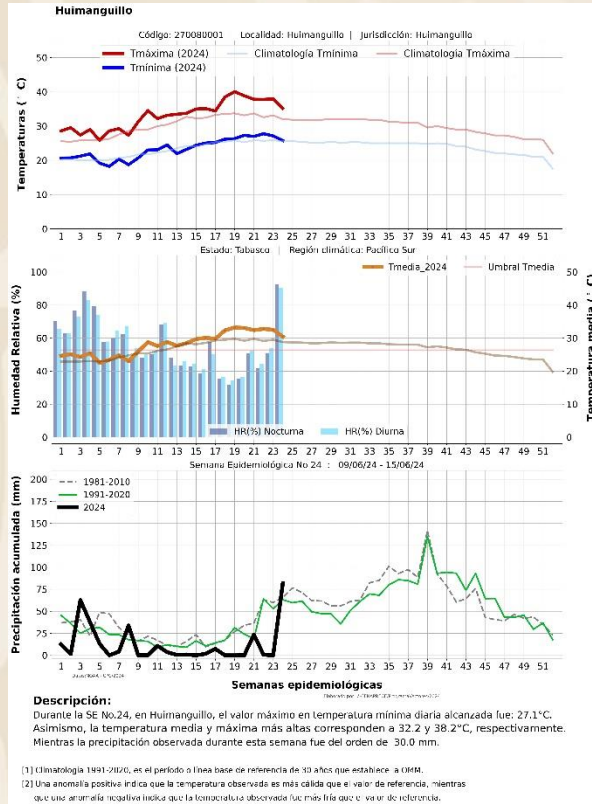 Huimanguillo
Código: 270080001 Localidad: Huimanguillo | Jurisdicción: Huimanguillo
Tmáxima (2024) Climatología Tmínima Climatología Tmáxima
Tmínima (2024)
Temperaturas (° C)
50
40
30
20
10
0
1 3 5 7 9 11 13 15 17 19 21 23 25 27 29 31 33 35 37 39 41 43 45 47 49 51
Estado: Tabasco | Región climática: Pacífico Sur
Tmedia_2024 Umbral Tmedia
Humedad Relativa (%)
100
80
60
40
20
0
Temperatura media (° C)
50
40
30
20
10
0
HR(%) Nocturna HR(%) Diurna
1 3 5 7 9 11 13 15 17 19 21 23 25 27 29 31 33 35 37 39 41 43 45 47 49 51
Semana Epidemiológica No 24 : 09/06/24 - 15/06/24
1981-2010
1991-2020
2024
Precipitación acumulada (mm)
200
175
150
125
100
75
50
25
0
1 3 5 7 9 11 13 15 17 19 21 23 25 27 29 31 33 35 37 39 41 43 45 47 49 51
Semanas epidemiológicas
Descripción:
Durante la SE No.24, en Huimanguillo, el valor máximo en temperatura mínima diaria alcanzada fue: 27.1°C.
Asimismo, la temperatura media y máxima más altas corresponden a 32.2 y 38.2°C, respectivamente.
Mientras la precipitación observada durante esta semana fue del orden de 30.0 mm.
[1] Climatología 1991-2020, es el período o línea base de referencia de 30 años que establece la OMM.
[2] Una anomalía positiva indica que la temperatura observada es más cálida que el valor de referencia, mientras
que una anomalía negativa indica que la temperatura observada fue más fría que el valor de referencia.